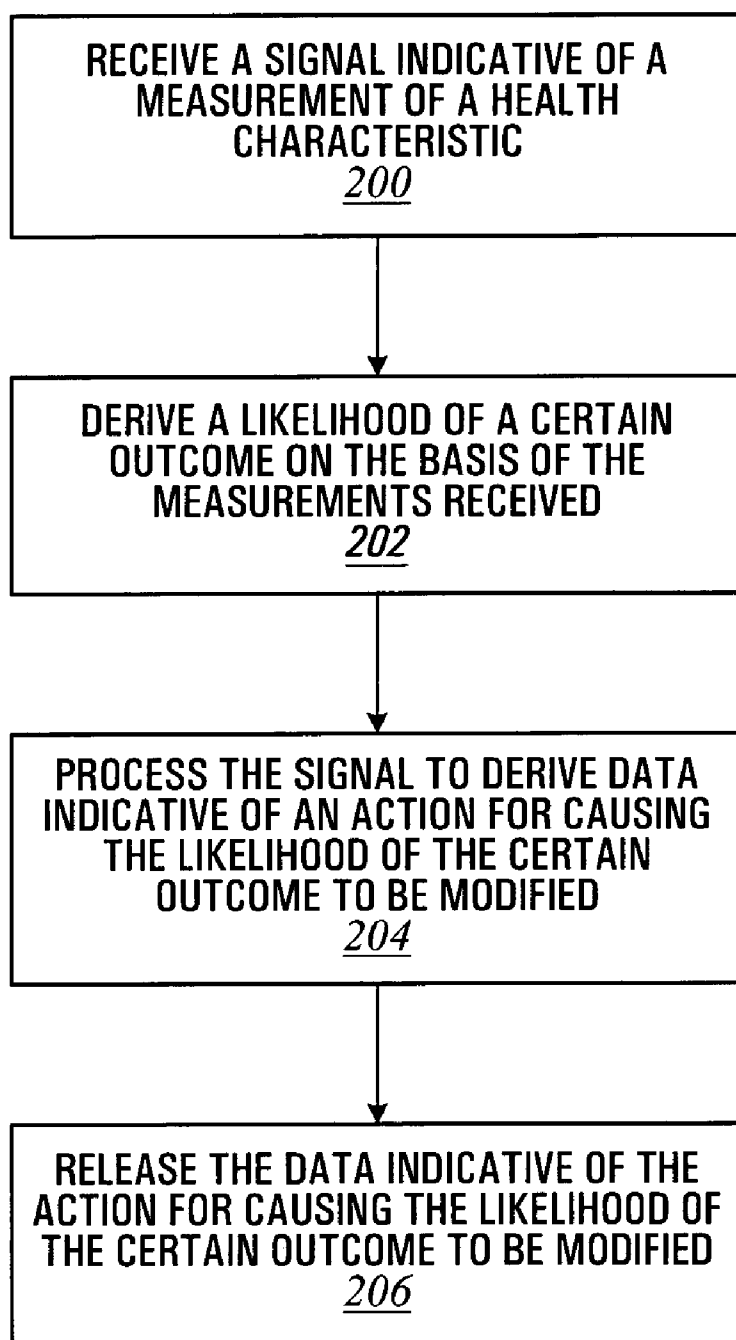 RECEIVE A SIGNAL INDICATIVE OF A
MEASUREMENT OF A HEALTH
CHARACTERISTIC
200
DERIVE A LIKELIHOOD OF A CERTAIN
OUTCOME ON THE BASIS OF THE
MEASUREMENTS RECEIVED
202
PROCESS THE SIGNAL TO DERIVE DATA
INDICATIVE OF AN ACTION FOR CAUSING
THE LIKELIHOOD OF THE CERTAIN
OUTCOME TO BE MODIFIED
204
RELEASE THE DATA INDICATIVE OF THE
ACTION FOR CAUSING THE LIKELIHOOD OF
THE CERTAIN OUTCOME TO BE MODIFIED
206